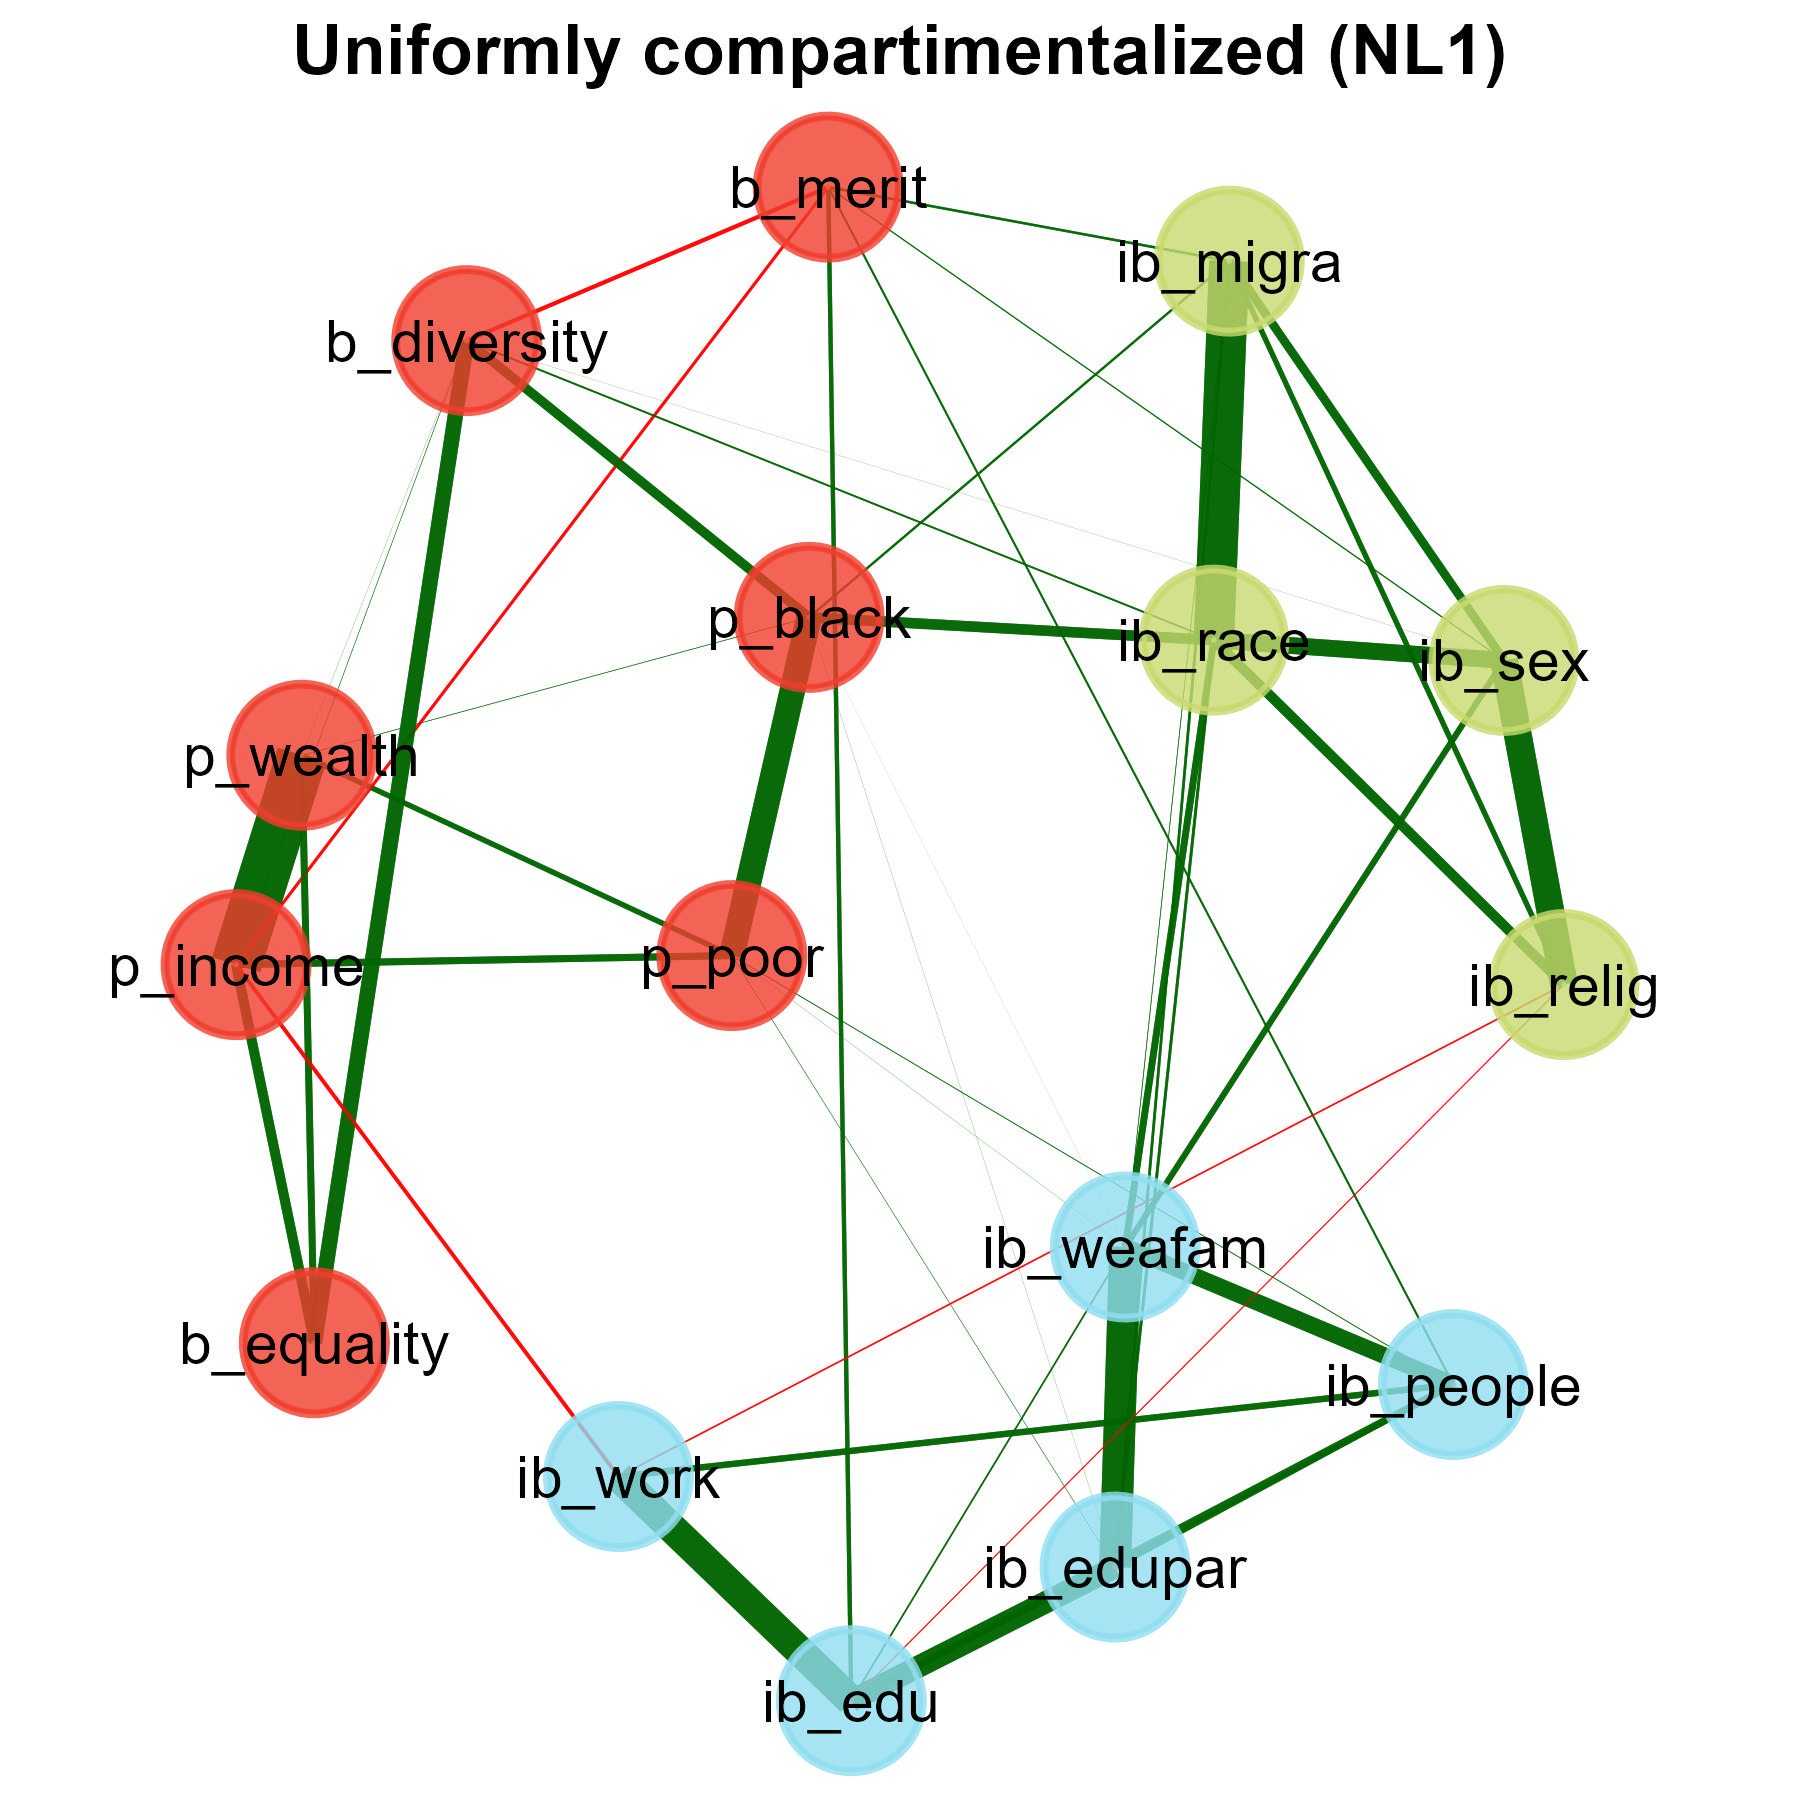 Uniformly compartimentalized (NL1)
b_merit
ib_migra
b_diversity
p_black
ib_race
ib_sex
p_wealth
p_income
p_poor
ib_relig
ib_weafam
b_equality
ib_people
ib_work
ib_edupar
ib_edu